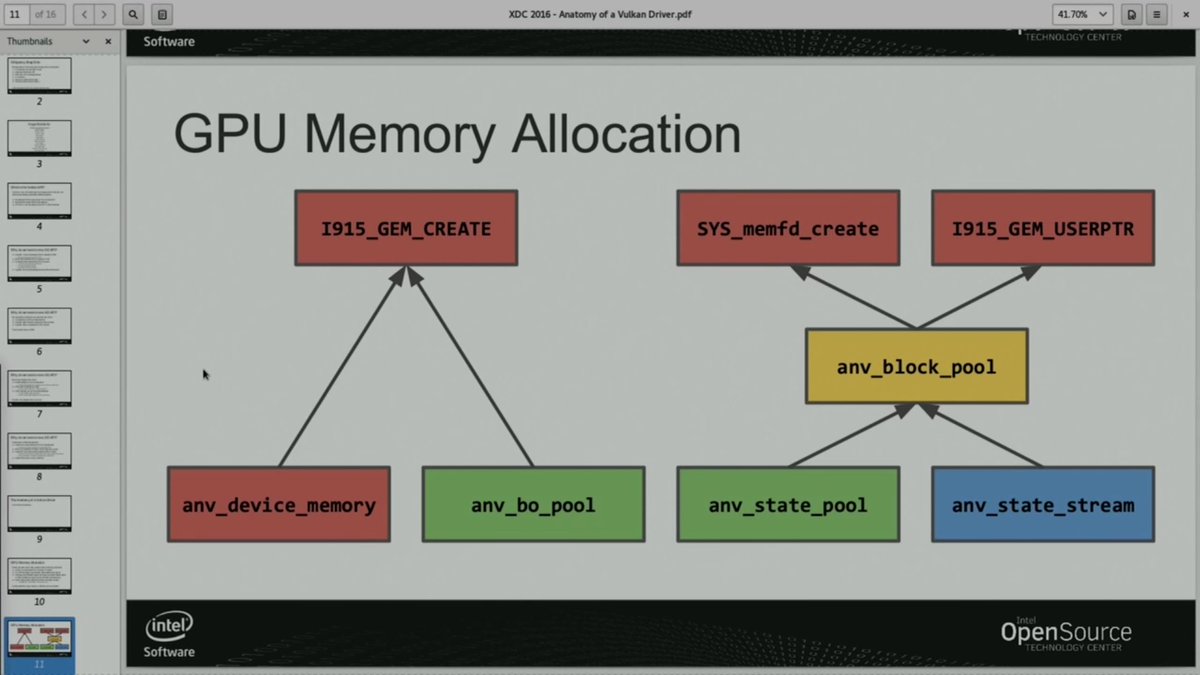 11 of 16
XDC 2016 - Anatomy of a Vulkan Driver.pdf
41.70%
Thumbnails
Software
TECHNOLOGY CENTER
GPU Memory Allocation
I915_GEM_CREATE
SYS_memfd_create
I915_GEM_USERPTR
anv_block_pool
anv_device_memory
anv_bo_pool
anv_state_pool
anv_state_stream
intel
Software
Intel
OpenSource
TECHNOLOGY CENTER
2
3
4
5
6
7
8
9
10
11